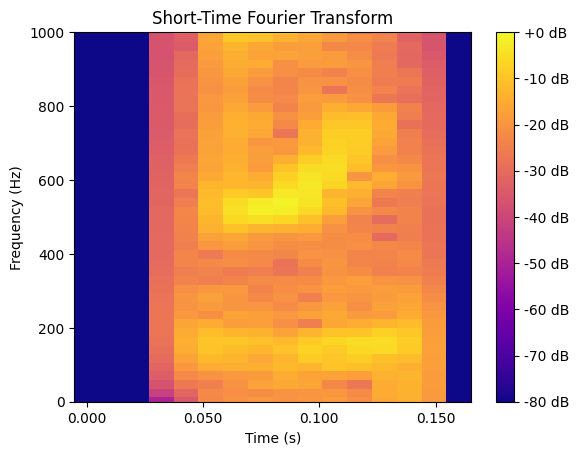 Short-Time Fourier Transform
1000
800
600
400
200
0
Frequency (Hz)
0.000
0.050
0.100
0.150
Time (s)
+0 dB
-10 dB
-20 dB
-30 dB
-40 dB
-50 dB
-60 dB
-70 dB
-80 dB